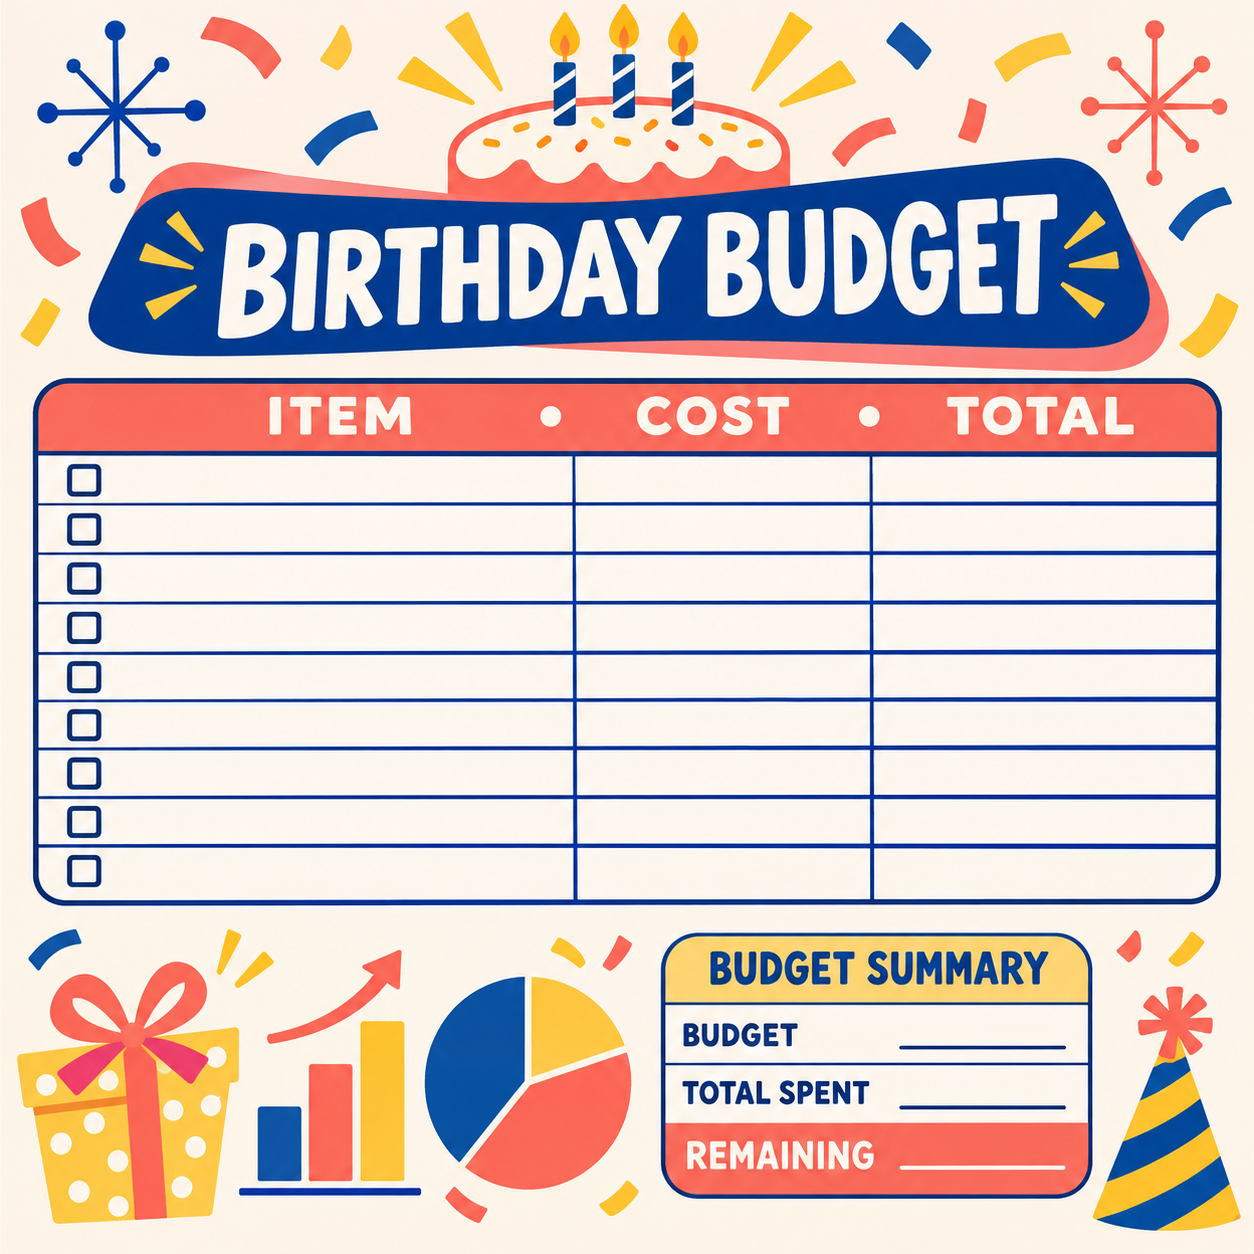 BIRTHDAY BUDGET
ITEM • COST • TOTAL
BUDGET SUMMARY
BUDGET
TOTAL SPENT
REMAINING